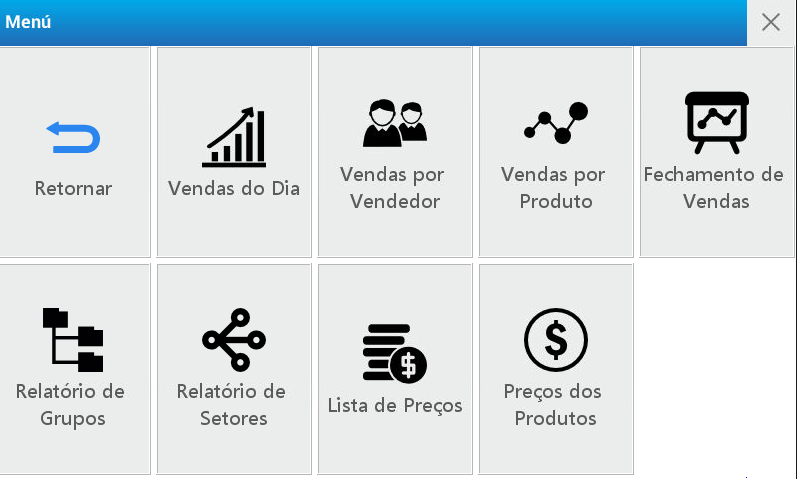 Menú
Retornar
Vendas do Dia
Vendas por
Vendedor
Vendas por
Produto
Fechamento de
Vendas
Relatório de
Grupos
Relatório de
Setores
Lista de Preços
Preços dos
Produtos